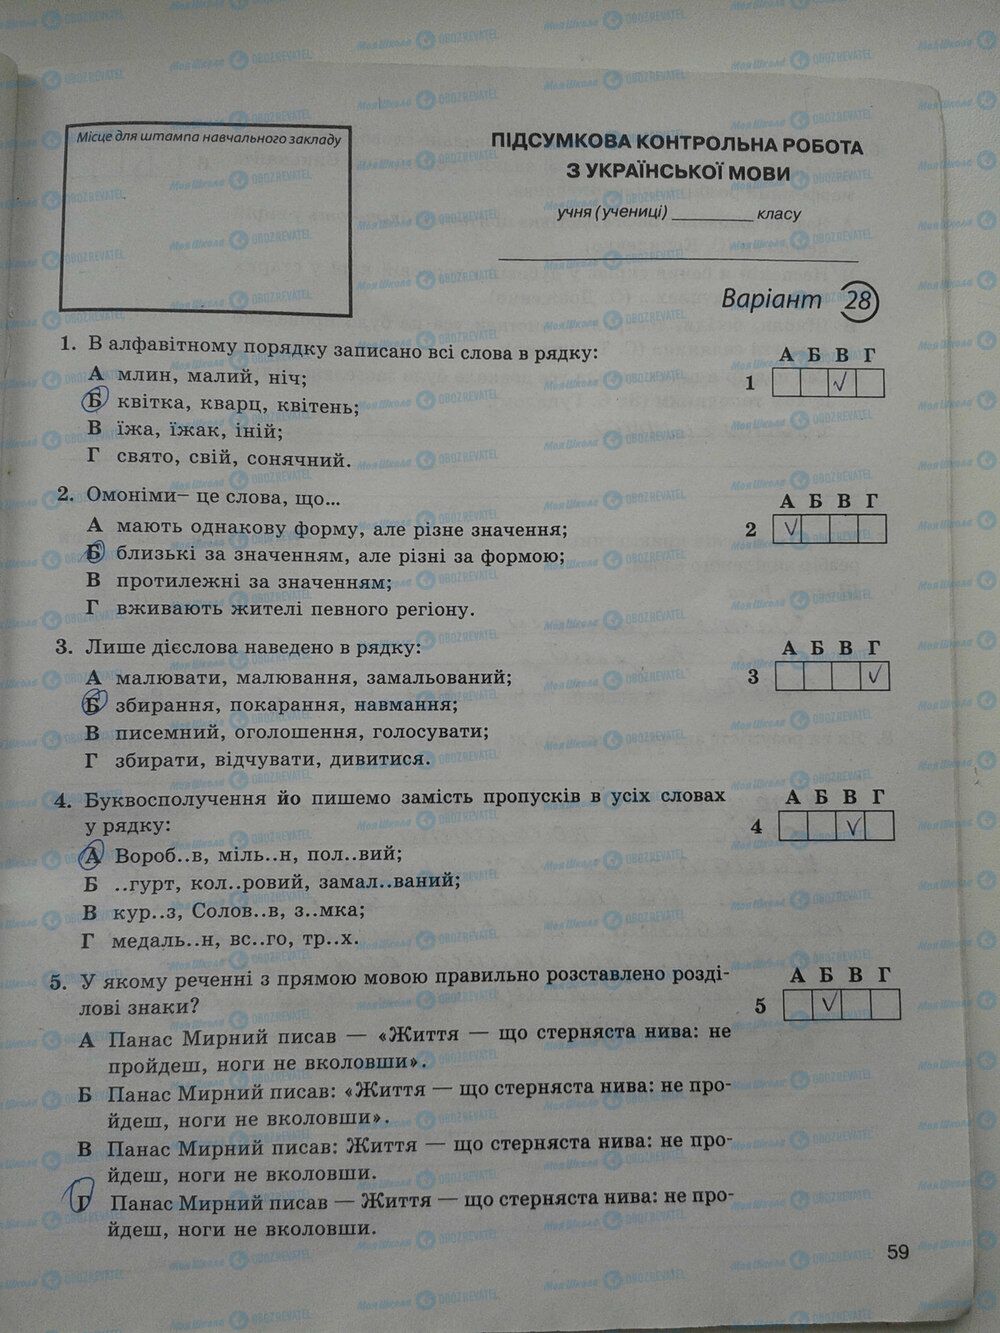 Місце для штампа навчального закладу
ПІДСУМКОВА КОНТРОЛЬНА РОБОТА
З УКРАЇНСЬКОЇ МОВИ
учня (учениці) __________ класу
Варіант 28
1. В алфавітному порядку записано всі слова в рядку:
А млин, малий, ніч;
Б квітка, кварц, квітень;
В їжа, їжак, іній;
Г свято, свій, сонячний.
А Б В Г
1 √
2. Омоніми– це слова, що...
А мають однакову форму, але різне значення;
Б близькі за значенням, але різні за формою;
В протилежні за значенням;
Г вживають жителі певного регіону.
А Б В Г
2 √
3. Лише дієслова наведено в рядку:
А малювати, малювання, замальований;
Б збирання, покарання, навмання;
В писемний, оголошення, голосувати;
Г збирати, відчувати, дивитися.
А Б В Г
3 √
4. Буквосполучення йо пишемо замість пропусків в усіх словах
у рядку:
А Вороб..в, міль..н, пол..вий;
Б ..гурт, кол..ровий, замал..ваний;
В кур..з, Солов..в, з..мка;
Г медаль..н, вс..го, тр..х.
А Б В Г
4 √
5. У якому реченні з прямою мовою правильно розставлено розді-
лові знаки?
А Панас Мирний писав — «Життя — що стерняста нива: не
пройдеш, ноги не вколовши».
Б Панас Мирний писав: «Життя — що стерняста нива: не про-
йдеш, ноги не вколовши».
В Панас Мирний писав: Життя — що стерняста нива: не про-
йдеш, ноги не вколовши.
Г Панас Мирний писав — Життя — що стерняста нива: не про-
йдеш, ноги не вколовши.
А Б В Г
5 √
59
Моя Школа OBOZREVATEL